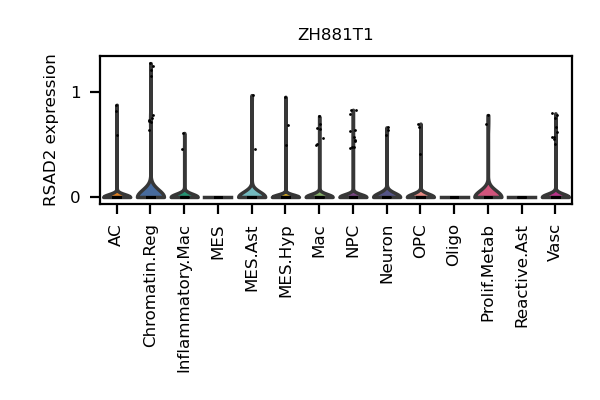 ZH881T1
RSAD2 expression
1
0
AC
Chromatin.Reg
Inflammatory.Mac
MES
MES.Ast
MES.Hyp
Mac
NPC
Neuron
OPC
Oligo
Prolif.Metab
Reactive.Ast
Vasc